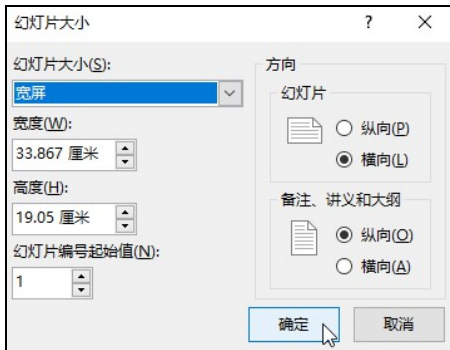 幻灯片大小
?
×
幻灯片大小(S):
宽屏
宽度(W):
33.867 厘米
高度(H):
19.05 厘米
幻灯片编号起始值(N):
1
方向
幻灯片
纵向(P)
横向(L)
备注、讲义和大纲
纵向(O)
横向(A)
确定
取消